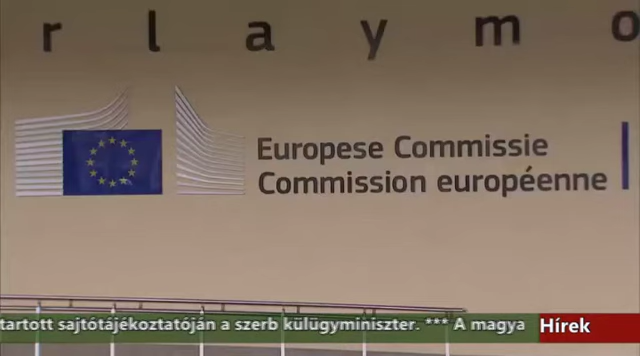 r l a y m o
Europese Commissie
Commission européenne
tartott sajtótájékoztatóján a szerb külügyminiszter. *** A magya
Hírek